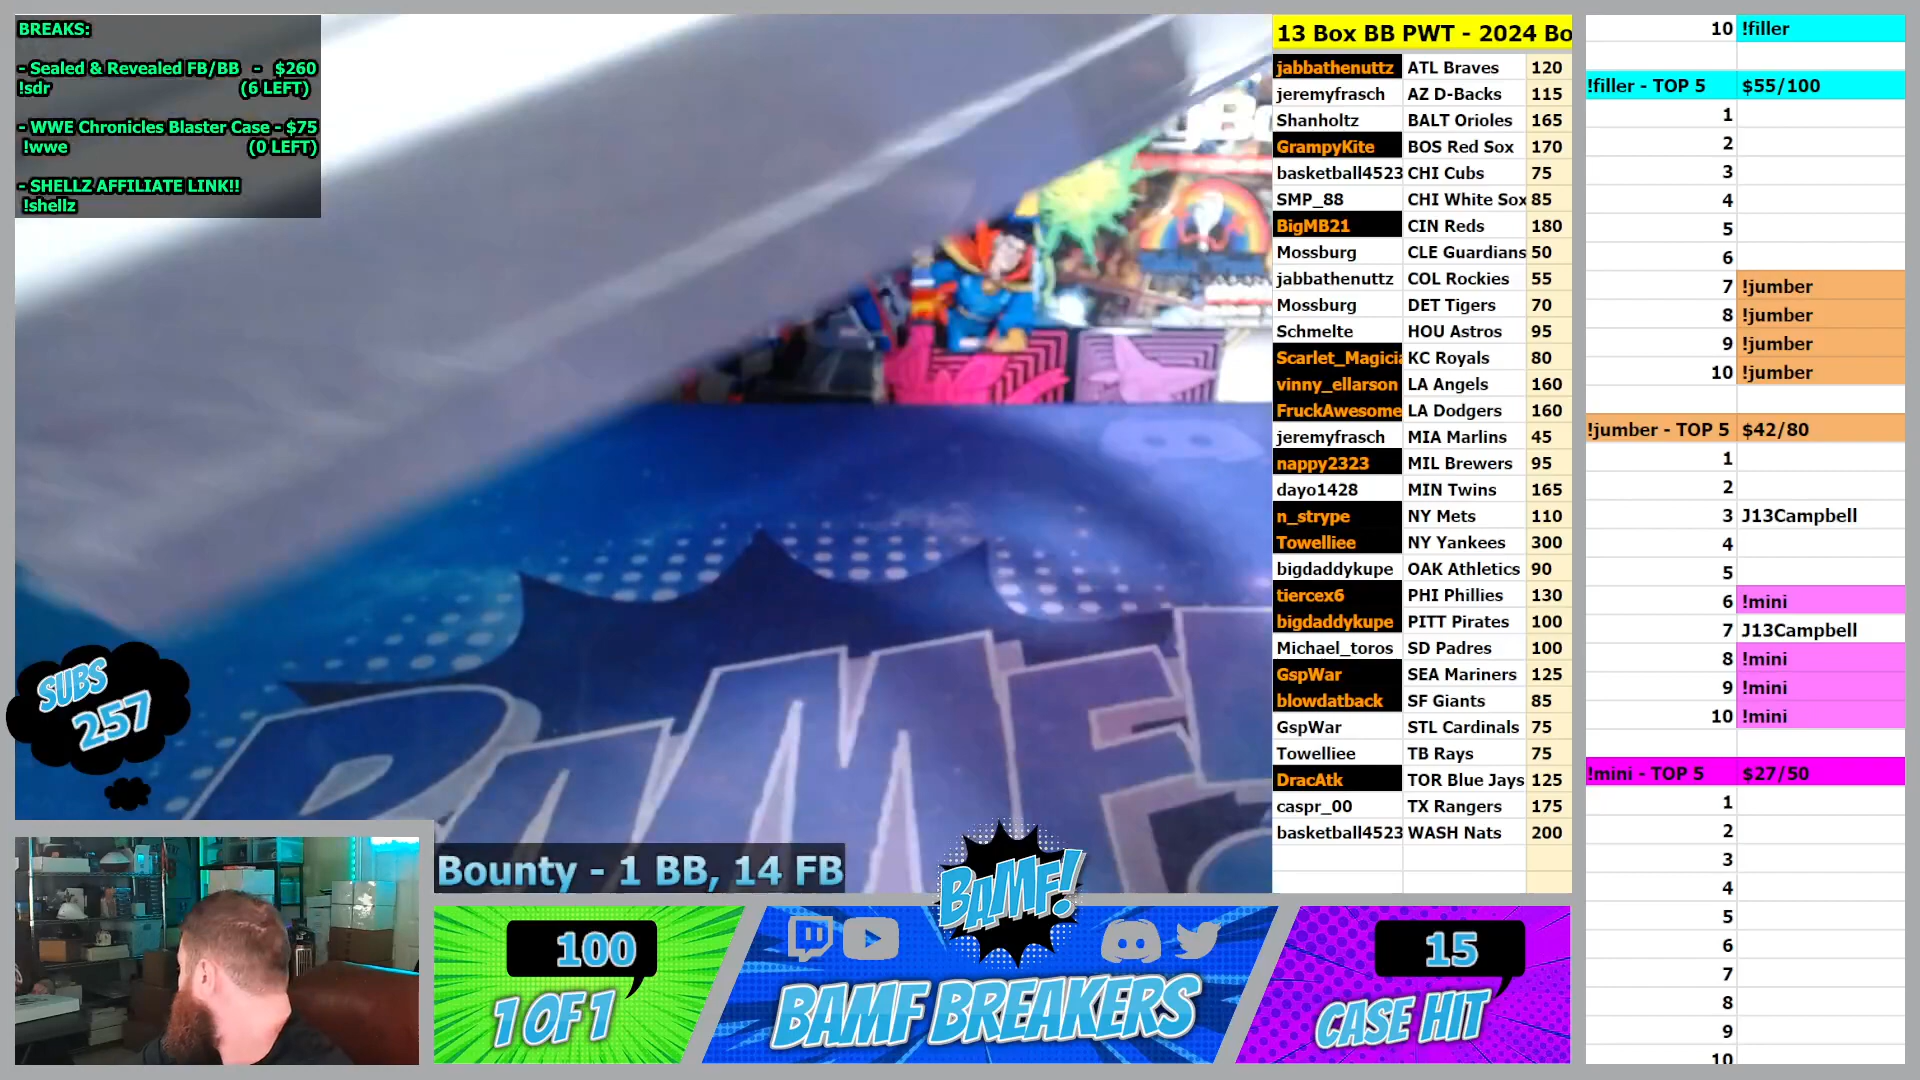 BREAKS:
- Sealed & Revealed FB/BB - $260
!sdr (6 LEFT)
- WWE Chronicles Blaster Case - $75
!wwe (0 LEFT)
- SHELLZ AFFILIATE LINK!!
!shellz
SUBS
257
BAMF
Bounty - 1 BB, 14 FB
100
1 OF 1
BAMF!
BAMF BREAKERS
15
CASE HIT
13 Box BB PWT - 2024 Bo
jabbathenuttz ATL Braves 120
jeremyfrasch AZ D-Backs 115
Shanholtz BALT Orioles 165
GrampyKite BOS Red Sox 170
basketball4523 CHI Cubs 75
SMP_88 CHI White Sox 85
BigMB21 CIN Reds 180
Mossburg CLE Guardians 50
jabbathenuttz COL Rockies 55
Mossburg DET Tigers 70
Schmelte HOU Astros 95
Scarlet_Magicia KC Royals 80
vinny_ellarson LA Angels 160
FruckAwesome LA Dodgers 160
jeremyfrasch MIA Marlins 45
nappy2323 MIL Brewers 95
dayo1428 MIN Twins 165
n_strype NY Mets 110
Towelliee NY Yankees 300
bigdaddykupe OAK Athletics 90
tiercex6 PHI Phillies 130
bigdaddykupe PITT Pirates 100
Michael_toros SD Padres 100
GspWar SEA Mariners 125
blowdatback SF Giants 85
GspWar STL Cardinals 75
Towelliee TB Rays 75
DracAtk TOR Blue Jays 125
caspr_00 TX Rangers 175
basketball4523 WASH Nats 200
10 !filler
!filler - TOP 5 $55/100
1
2
3
4
5
6
7 !jumber
8 !jumber
9 !jumber
10 !jumber
!jumber - TOP 5 $42/80
1
2
3 J13Campbell
4
5
6 !mini
7 J13Campbell
8 !mini
9 !mini
10 !mini
!mini - TOP 5 $27/50
1
2
3
4
5
6
7
8
9
10